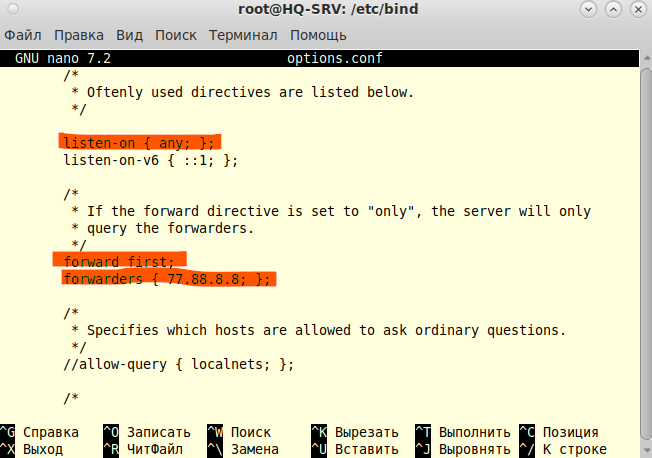 root@HQ-SRV: /etc/bind
Файл Правка Вид Поиск Терминал Помощь
GNU nano 7.2 options.conf
/*
* Oftenly used directives are listed below.
*/
listen-on { any; };
listen-on-v6 { ::1; };
/*
* If the forward directive is set to "only", the server will only
* query the forwarders.
*/
forward first;
forwarders { 77.88.8.8; };
/*
* Specifies which hosts are allowed to ask ordinary questions.
*/
//allow-query { localnets; };
/*
^G Справка ^O Записать ^W Поиск ^K Вырезать ^T Выполнить ^C Позиция
^X Выход ^R ЧитФайл ^\ Замена ^U Вставить ^J Выровнять ^/ К строке